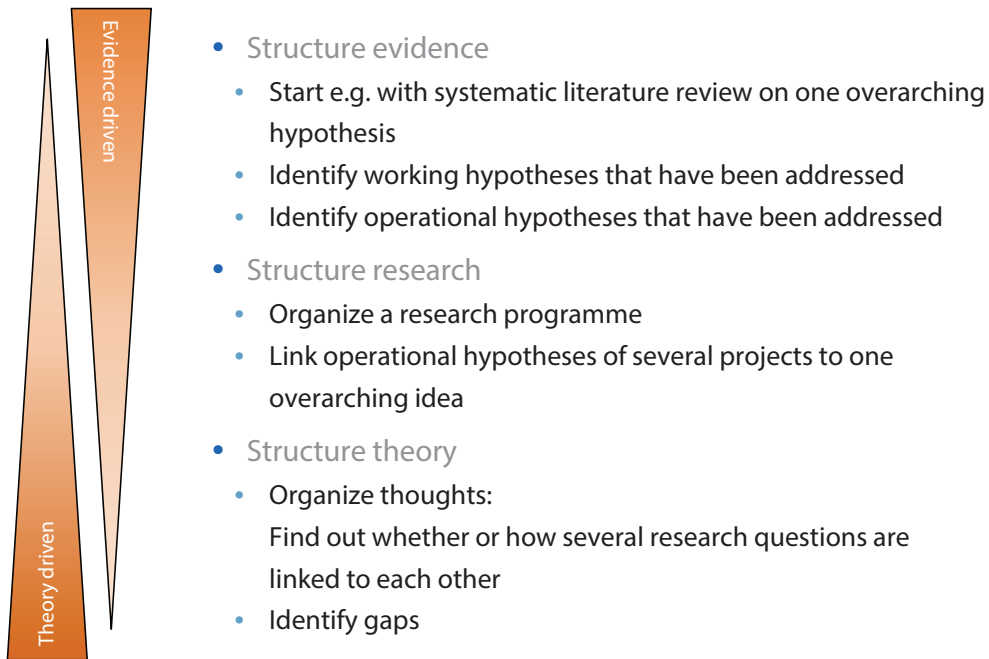 Evidence driven
Theory driven
• Structure evidence
• Start e.g. with systematic literature review on one overarching
hypothesis
• Identify working hypotheses that have been addressed
• Identify operational hypotheses that have been addressed
• Structure research
• Organize a research programme
• Link operational hypotheses of several projects to one
overarching idea
• Structure theory
• Organize thoughts:
Find out whether or how several research questions are
linked to each other
• Identify gaps